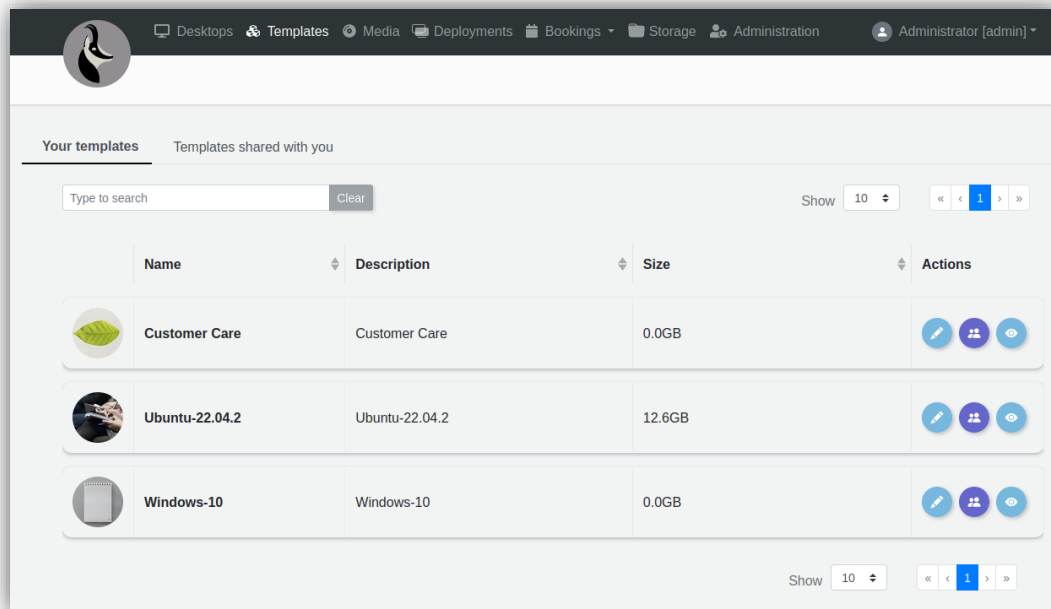 Desktops Templates Media Deployments Bookings Storage Administration Administrator [admin]
Your templates Templates shared with you
Type to search Clear Show 10 « ‹ 1 › »
Name Description Size Actions
Customer Care Customer Care 0.0GB
Ubuntu-22.04.2 Ubuntu-22.04.2 12.6GB
Windows-10 Windows-10 0.0GB
Show 10 « ‹ 1 › »